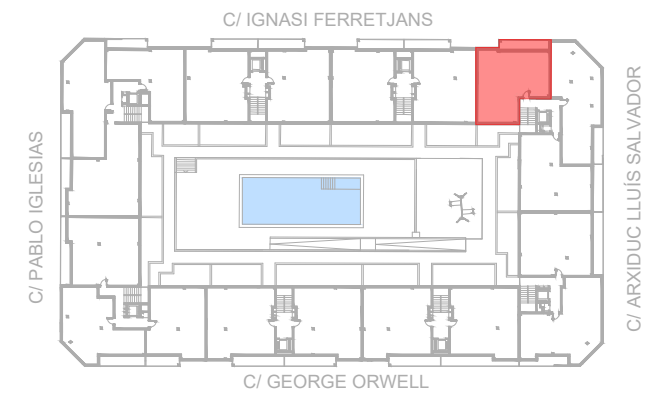 C/ IGNASI FERRETJANS
C/ PABLO IGLESIAS
C/ ARXIDUC LLUÍS SALVADOR
C/ GEORGE ORWELL